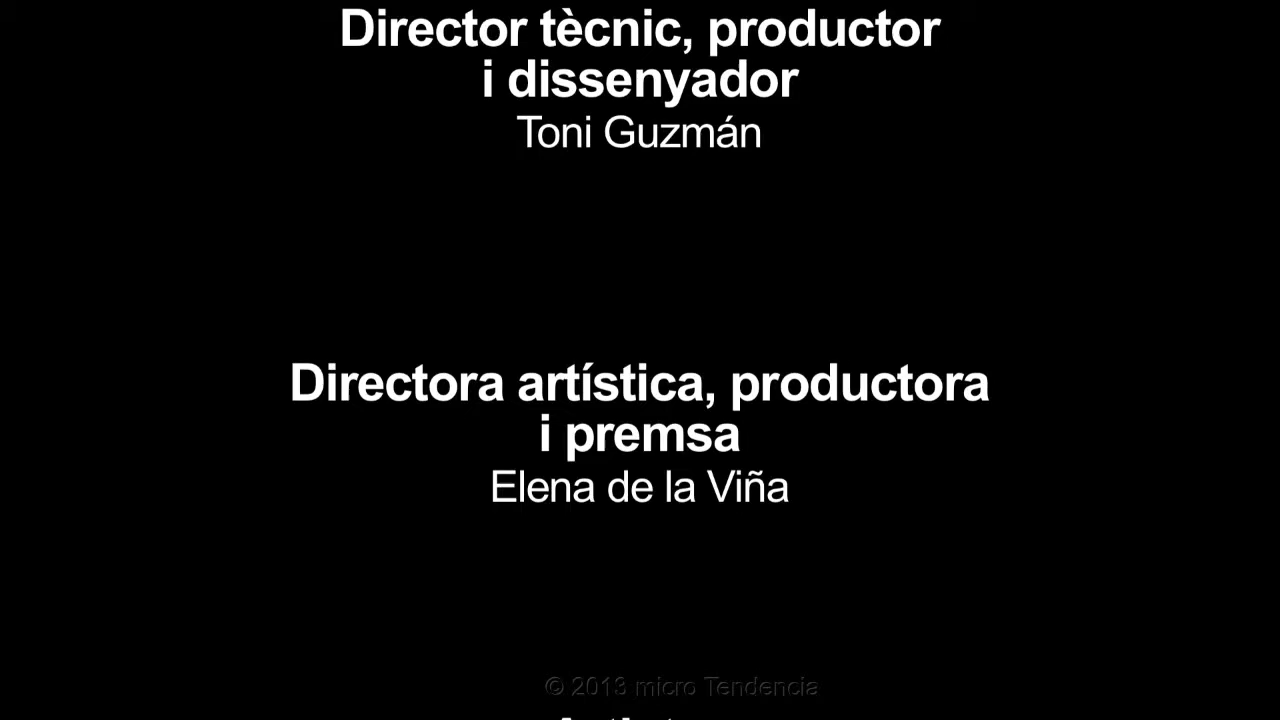 Director tècnic, productor
i dissenyador
Toni Guzmán
Directora artística, productora
i premsa
Elena de la Viña
© 2013 micro Tendencia